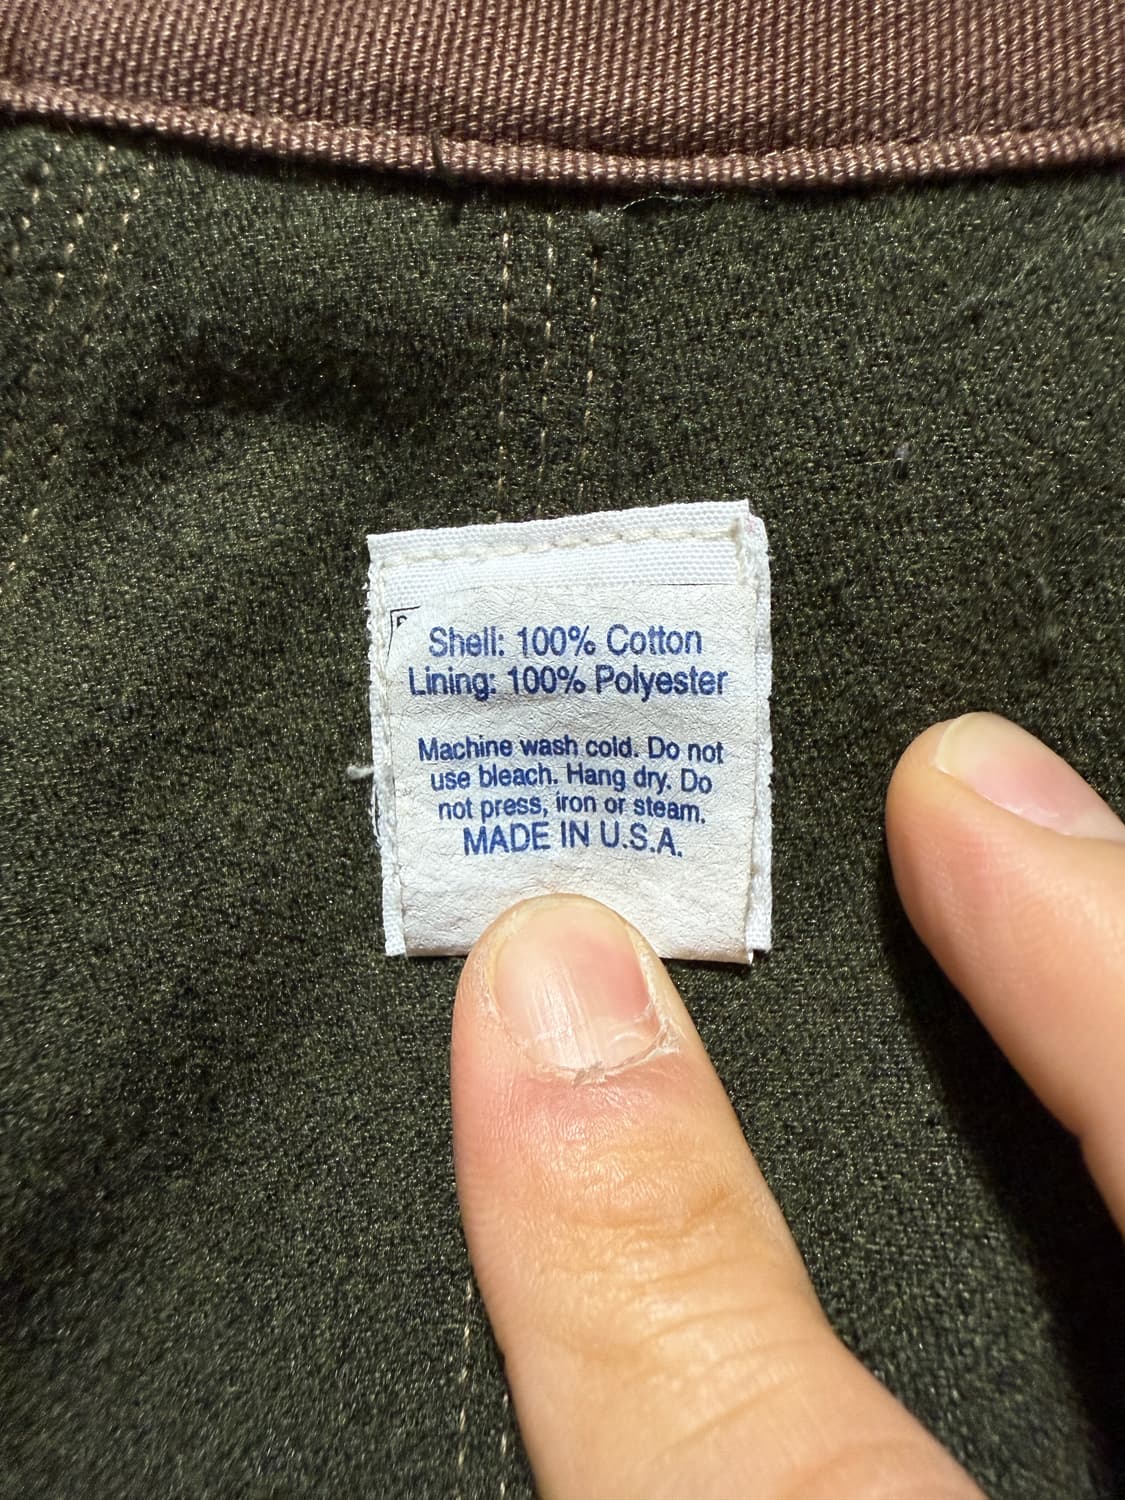 Shell: 100% Cotton
Lining: 100% Polyester
Machine wash cold. Do not
use bleach. Hang dry. Do
not press, iron or steam.
MADE IN U.S.A.